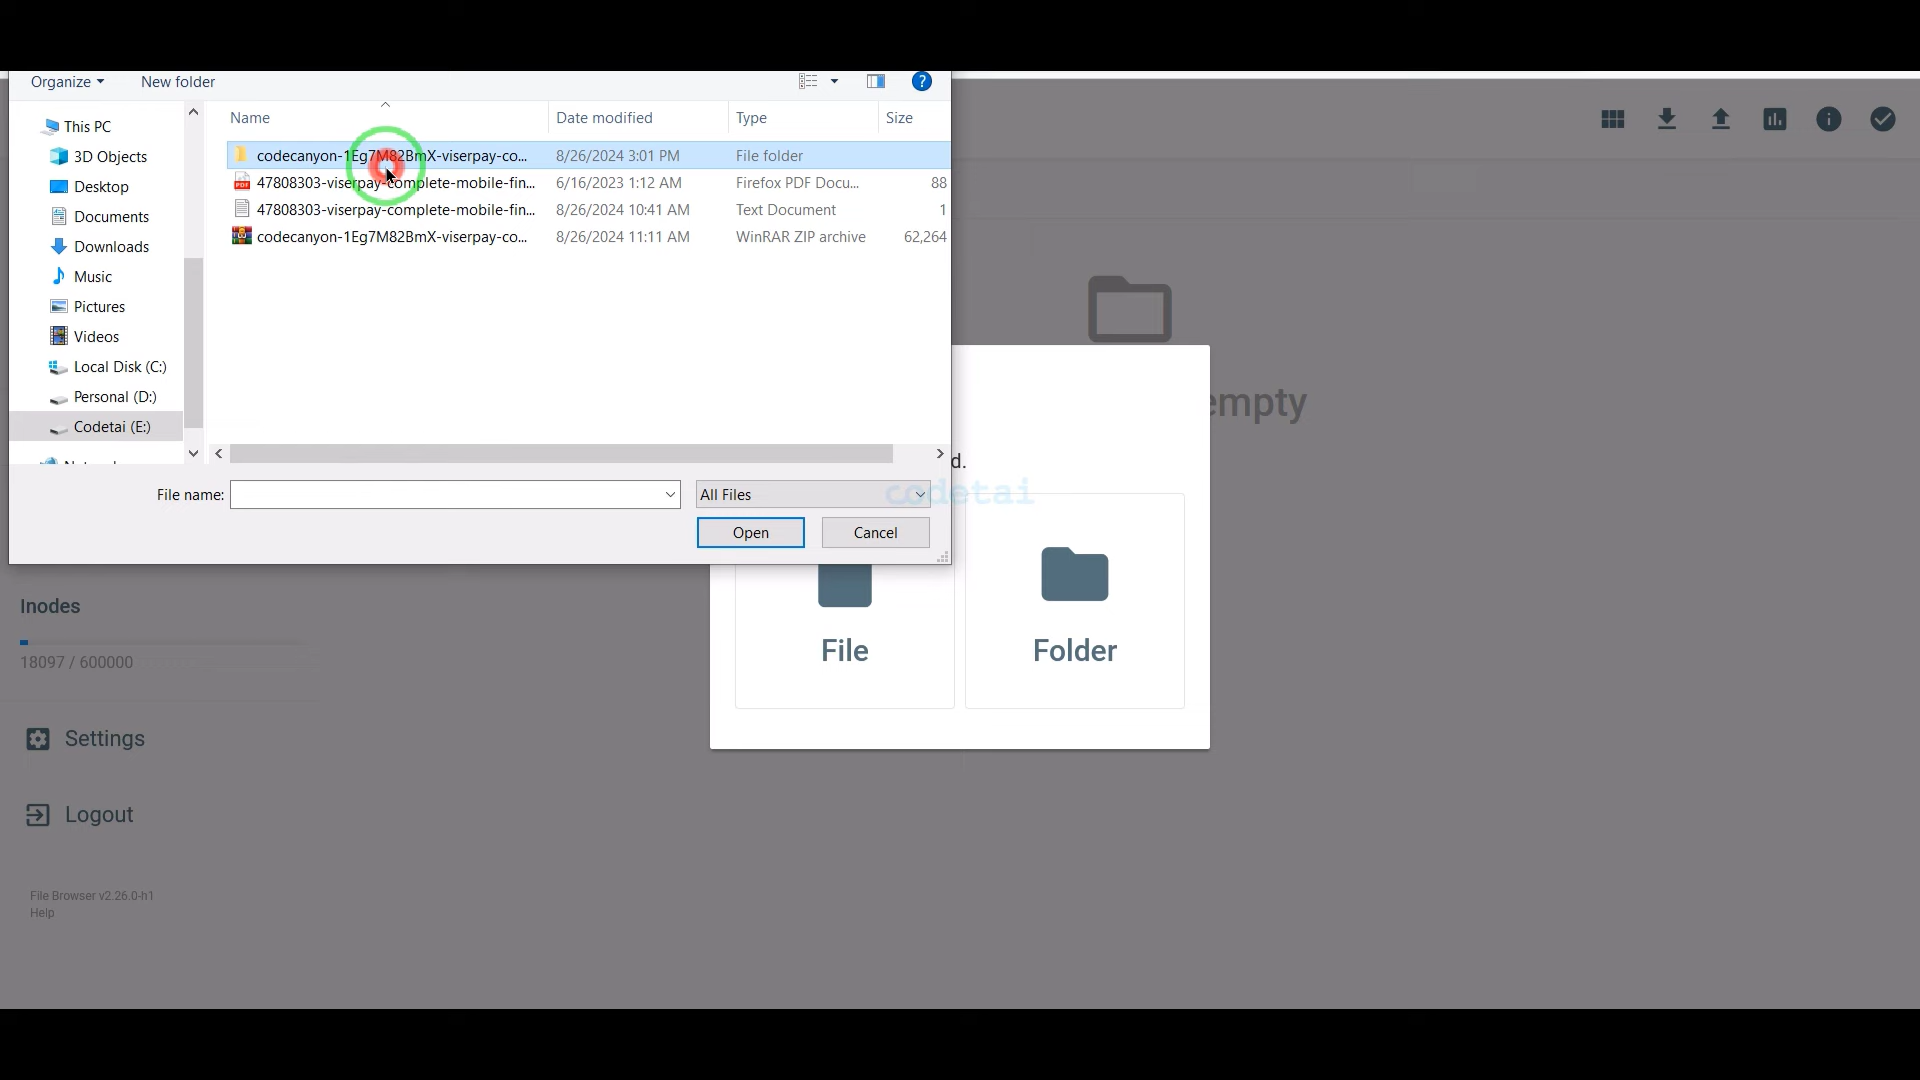 Organize New folder
Name Date modified Type Size
This PC
3D Objects
Desktop
Documents
Downloads
Music
Pictures
Videos
Local Disk (C:)
Personal (D:)
Codetai (E:)
codecanyon-1Eg7M82BmX-viserpay-co... 8/26/2024 3:01 PM File folder
47808303-viserpay-complete-mobile-fin... 6/16/2023 1:12 AM Firefox PDF Docu... 88
47808303-viserpay-complete-mobile-fin... 8/26/2024 10:41 AM Text Document 1
codecanyon-1Eg7M82BmX-viserpay-co... 8/26/2024 11:11 AM WinRAR ZIP archive 62,264
File name: All Files
Open Cancel
empty
d.
codetai
File Folder
Inodes
18097 / 600000
Settings
Logout
File Browser v2.26.0-h1
Help